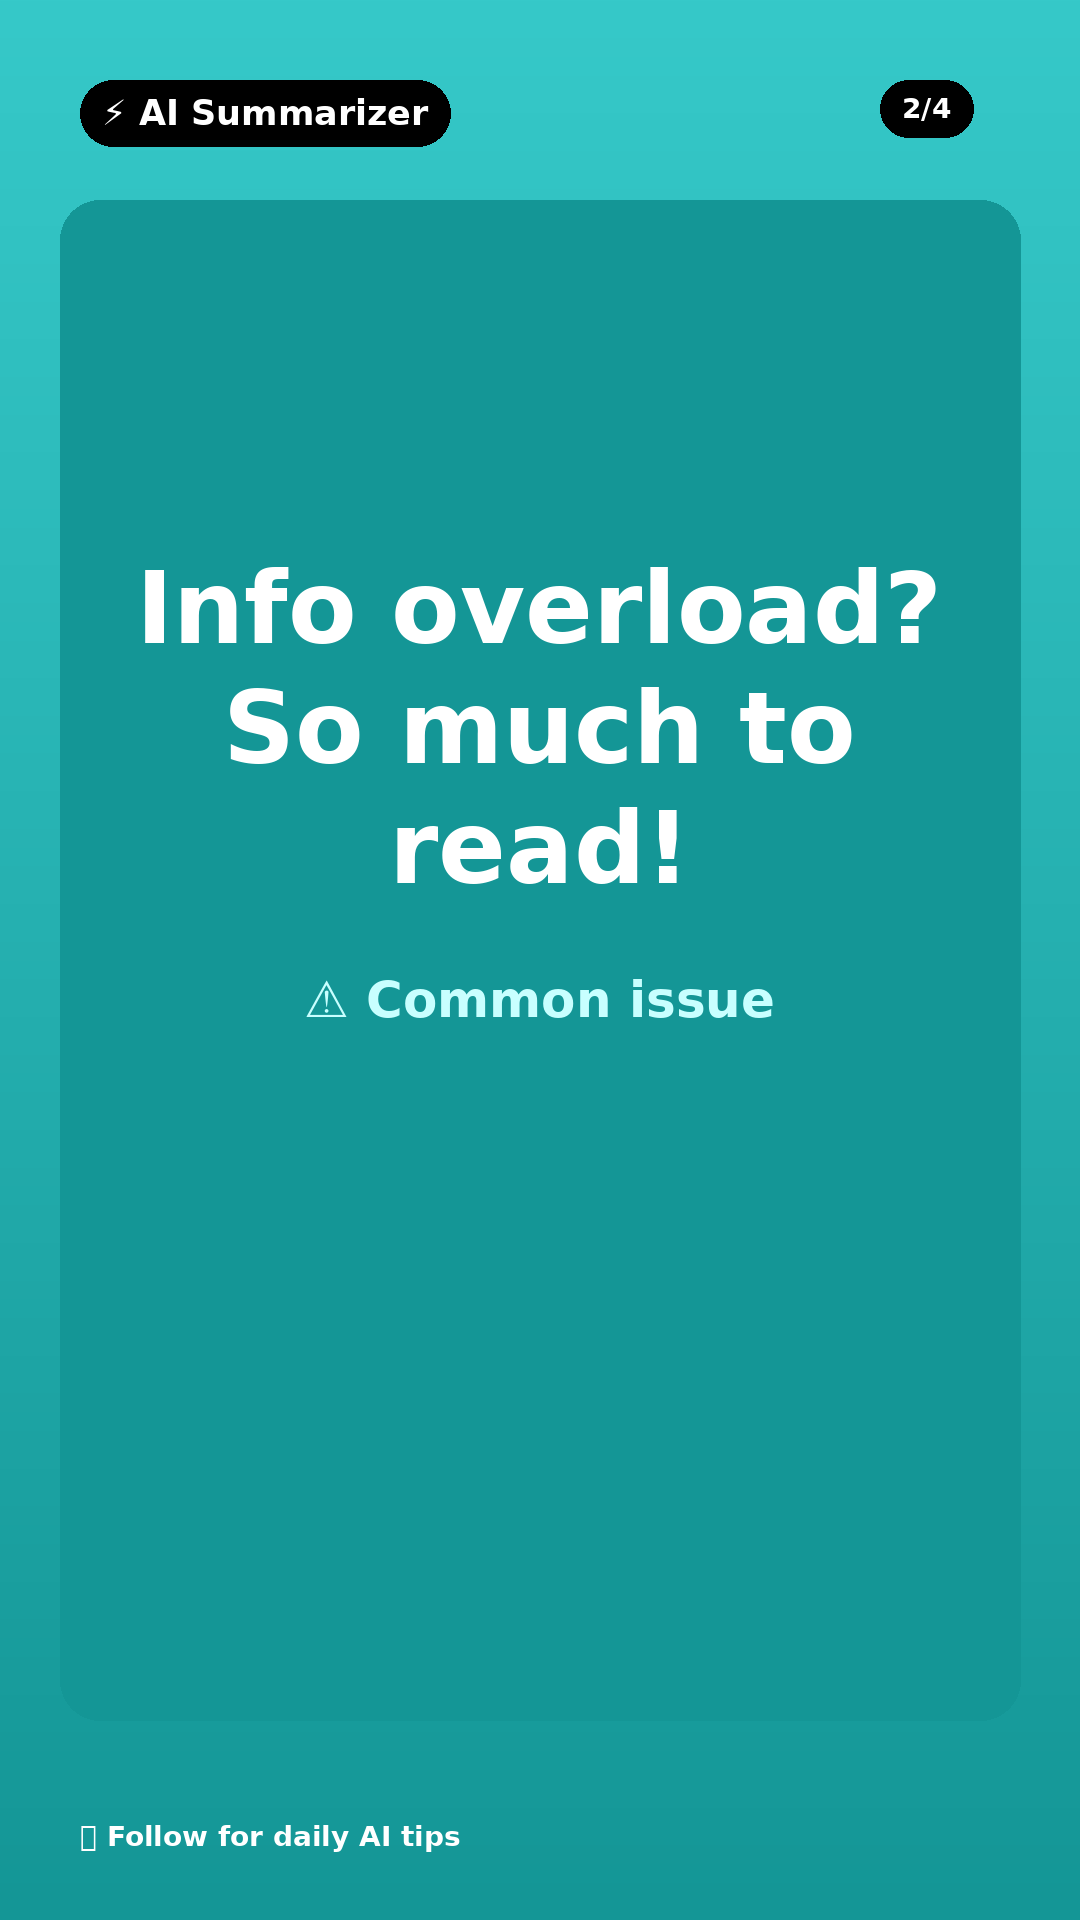 ⚡ AI Summarizer
2/4
Info overload?
So much to
read!
⚠ Common issue
Follow for daily AI tips